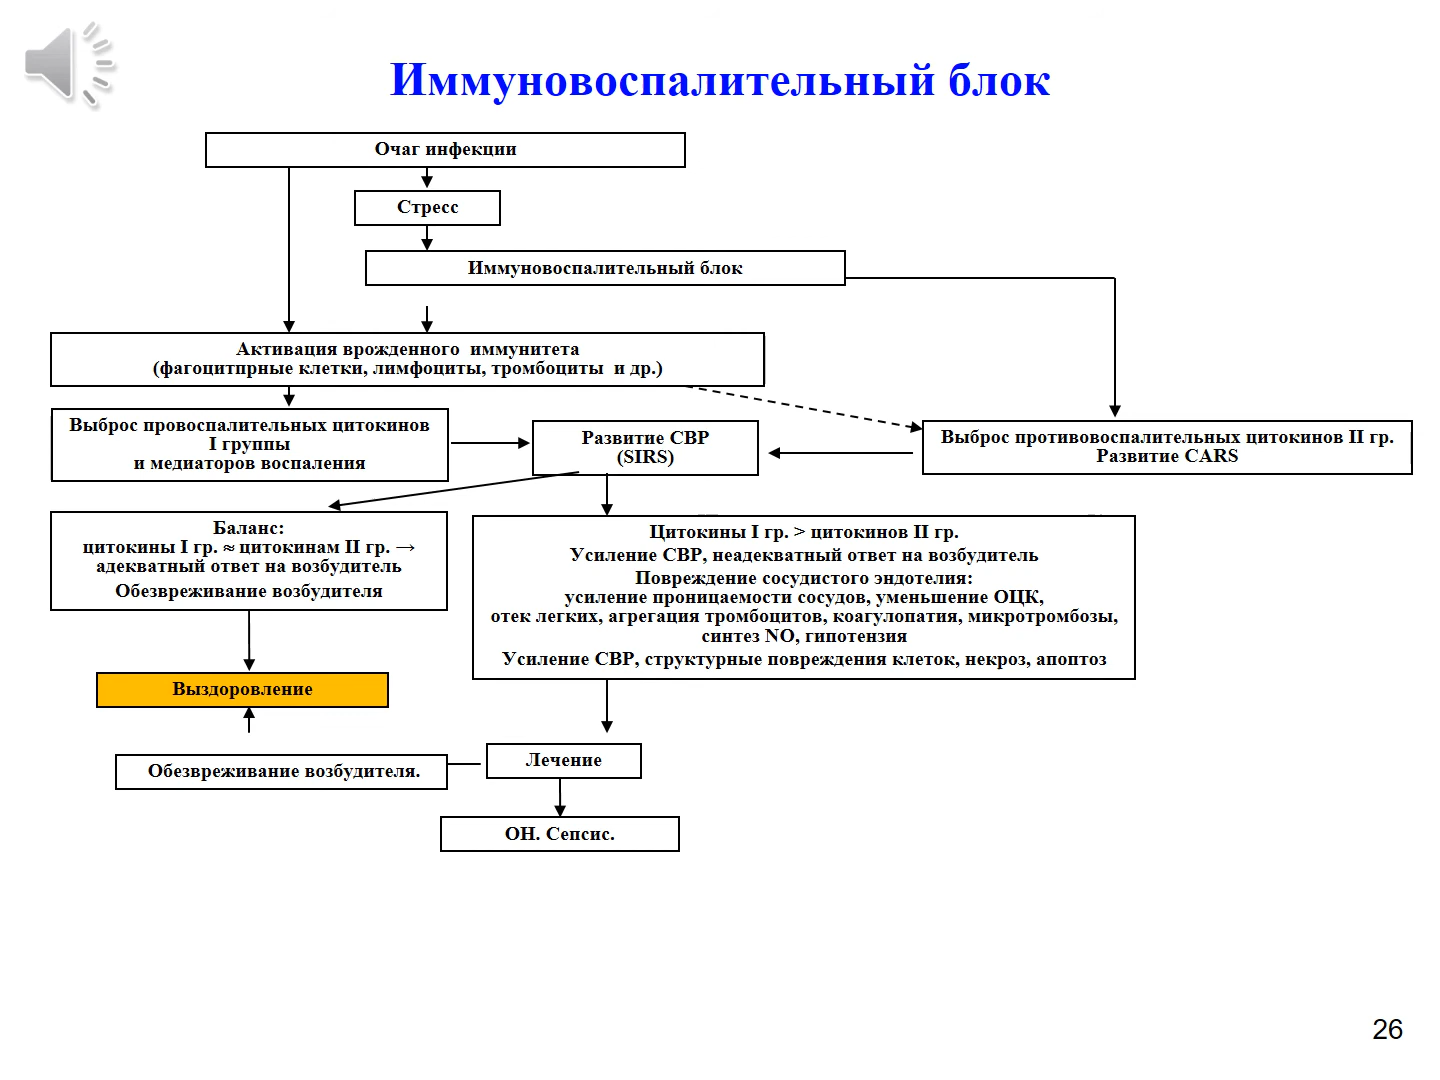 Иммуновоспалительный блок
Очаг инфекции
Стресс
Иммуновоспалительный блок
Активация врожденного иммунитета
(фагоцитпрные клетки, лимфоциты, тромбоциты и др.)
Выброс провоспалительных цитокинов
I группы
и медиаторов воспаления
Развитие СВР
(SIRS)
Выброс противовоспалительных цитокинов II гр.
Развитие CARS
Баланс:
цитокины I гр. ≈ цитокинам II гр. →
адекватный ответ на возбудитель
Обезвреживание возбудителя
Цитокины I гр. > цитокинов II гр.
Усиление СВР, неадекватный ответ на возбудитель
Повреждение сосудистого эндотелия:
усиление проницаемости сосудов, уменьшение ОЦК,
отек легких, агрегация тромбоцитов, коагулопатия, микротромбозы,
синтез NO, гипотензия
Усиление СВР, структурные повреждения клеток, некроз, апоптоз
Выздоровление
Обезвреживание возбудителя.
Лечение
ОН. Сепсис.
26